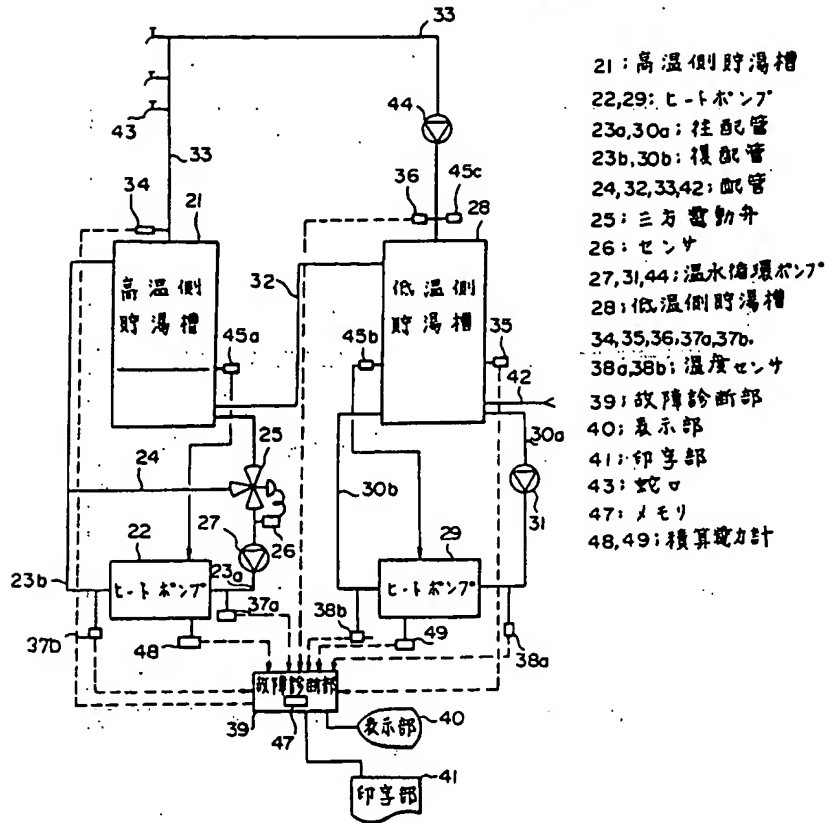 33
44
43
33
34
21
36
45c
28
高温側
貯湯槽
32
低温側
貯湯槽
45a
45b
35
42
25
24
30a
27
26
30b
31
22
29
23b
23a
ヒートポンプ
ヒートポンプ
37a
38b
37b
48
49
38a
故障診断部
39
47
表示部
40
印字部
41
21:高温側貯湯槽
22,29:ヒートポンプ
23a,30a:往配管
23b,30b:復配管
24,32,33,42:配管
25:三方電動弁
26:センサ
27,31,44:温水循環ポンプ
28:低温側貯湯槽
34,35,36,37a,37b.
38a,38b:温度センサ
39:故障診断部
40:表示部
41:印字部
43:蛇口
47:メモリ
48,49:積算電力計